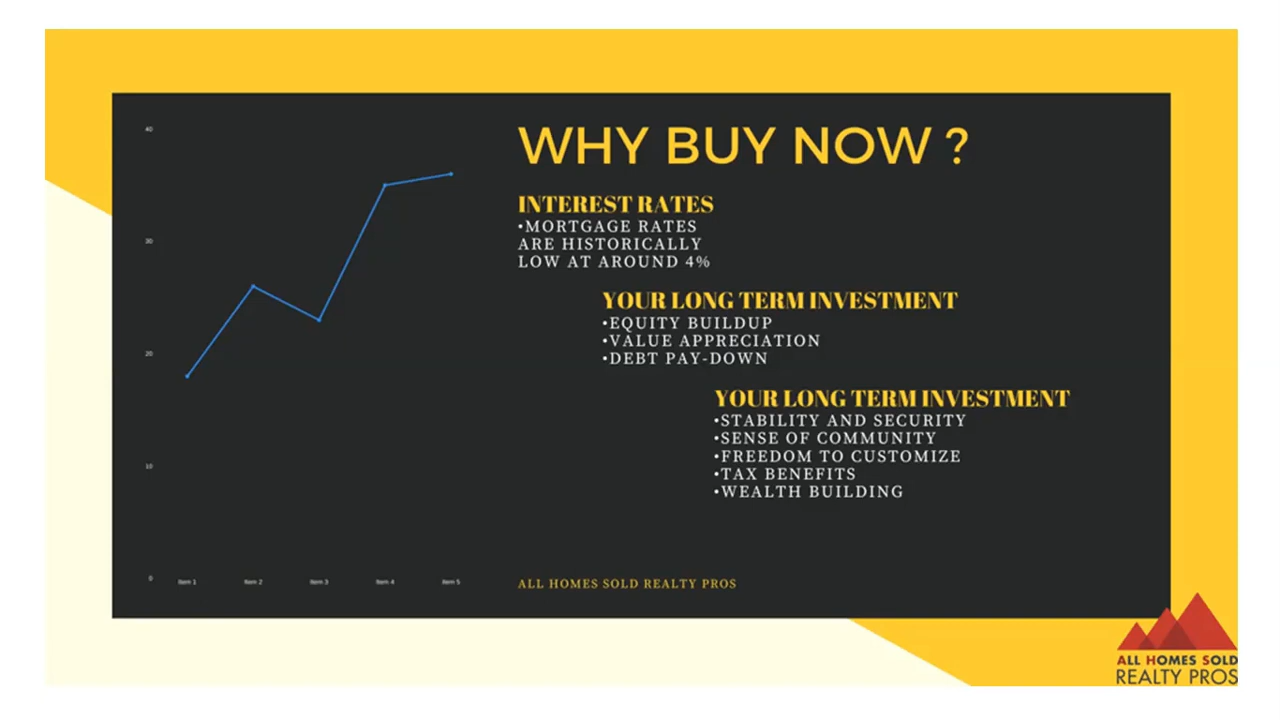 WHY BUY NOW ?
INTEREST RATES
•MORTGAGE RATES
ARE HISTORICALLY
LOW AT AROUND 4%
YOUR LONG TERM INVESTMENT
•EQUITY BUILDUP
•VALUE APPRECIATION
•DEBT PAY-DOWN
YOUR LONG TERM INVESTMENT
•STABILITY AND SECURITY
•SENSE OF COMMUNITY
•FREEDOM TO CUSTOMIZE
•TAX BENEFITS
•WEALTH BUILDING
40
30
20
10
0
Item 1 Item 2 Item 3 Item 4 Item 5
ALL HOMES SOLD REALTY PROS
ALL HOMES SOLD
REALTY PROS